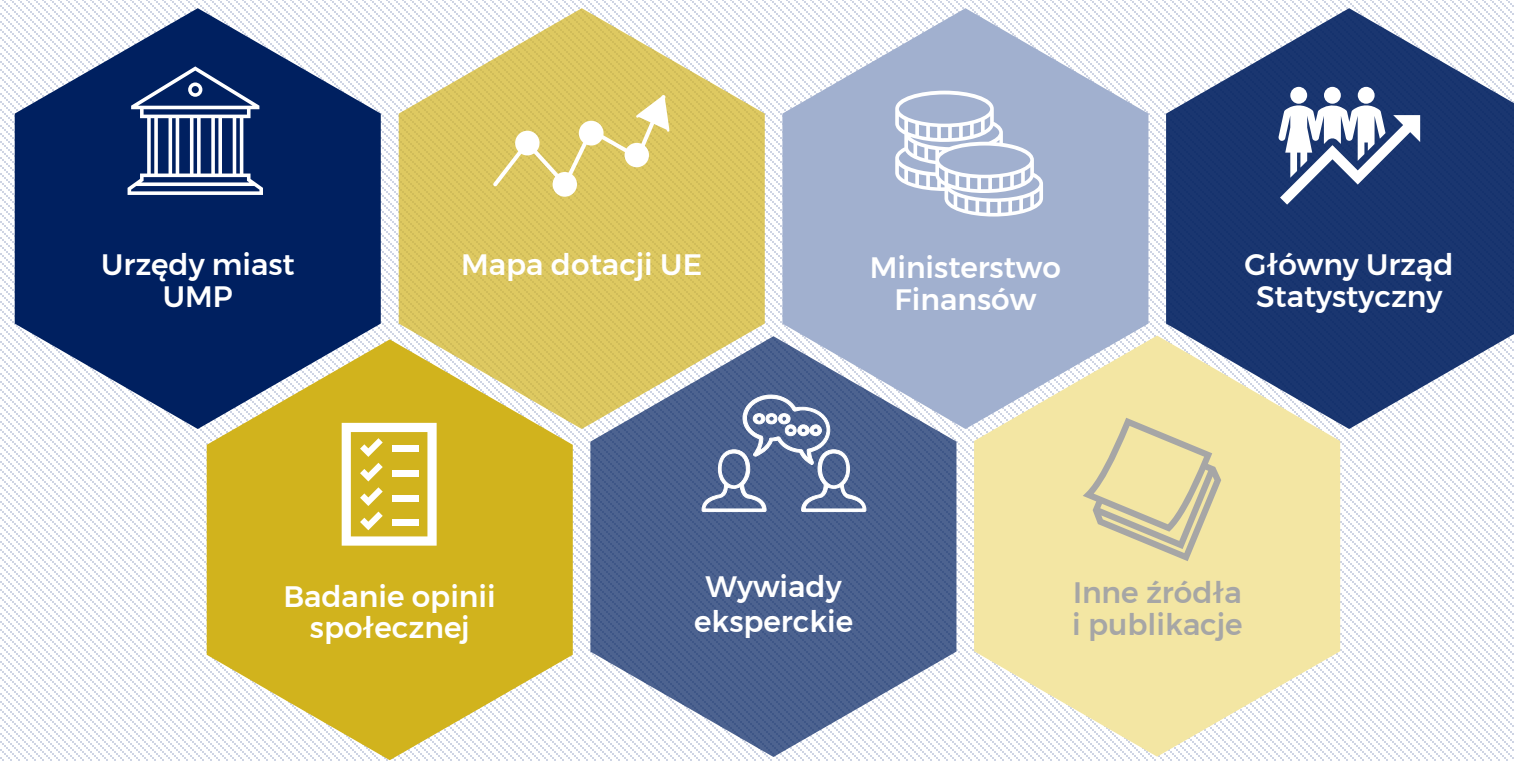 Urzędy miast
UMP
Mapa dotacji UE
Ministerstwo
Finansów
Główny Urząd
Statystyczny
Badanie opinii
społecznej
Wywiady
eksperckie
Inne źródła
i publikacje